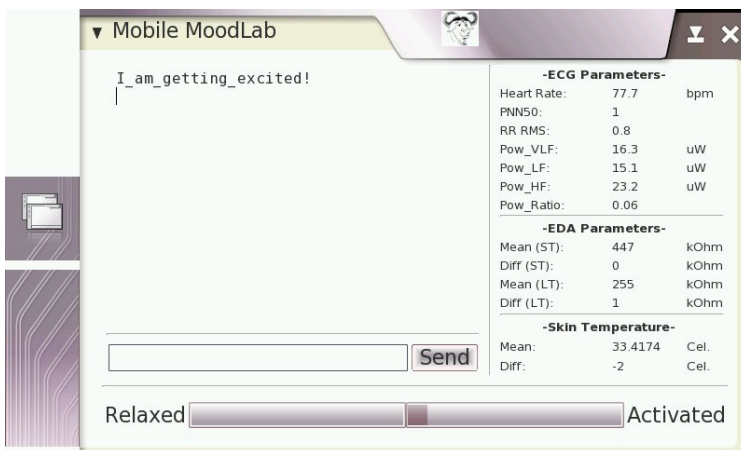 Mobile MoodLab
I_am_getting_excited!
Send
-ECG Parameters-
Heart Rate: 77.7 bpm
PNN50: 1
RR RMS: 0.8
Pow_VLF: 16.3 uW
Pow_LF: 15.1 uW
Pow_HF: 23.2 uW
Pow_Ratio: 0.06
-EDA Parameters-
Mean (ST): 447 kOhm
Diff (ST): 0 kOhm
Mean (LT): 255 kOhm
Diff (LT): 1 kOhm
-Skin Temperature-
Mean: 33.4174 Cel.
Diff: -2 Cel.
Relaxed Activated